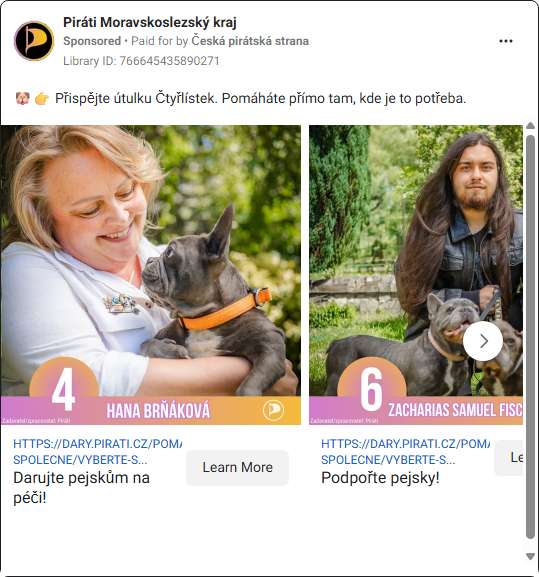 Piráti Moravskoslezský kraj
Sponsored • Paid for by Česká pirátská strana
Library ID: 766645435890271
🐶 👉 Přispějte útulku Čtyřlístek. Pomáháte přímo tam, kde je to potřeba.
4
HANA BRŇÁKOVÁ
Zadavatel/zpracovatel: Piráti
6
ZACHARIAS SAMUEL FISC
Zadavatel/zpracovatel: Piráti
HTTPS://DARY.PIRATI.CZ/POMA
SPOLECNE/VYBERTE-S...
Darujte pejskům na
péči!
Learn More
HTTPS://DARY.PIRATI.CZ/POMA
SPOLECNE/VYBERTE-S...
Podpořte pejsky!
Le